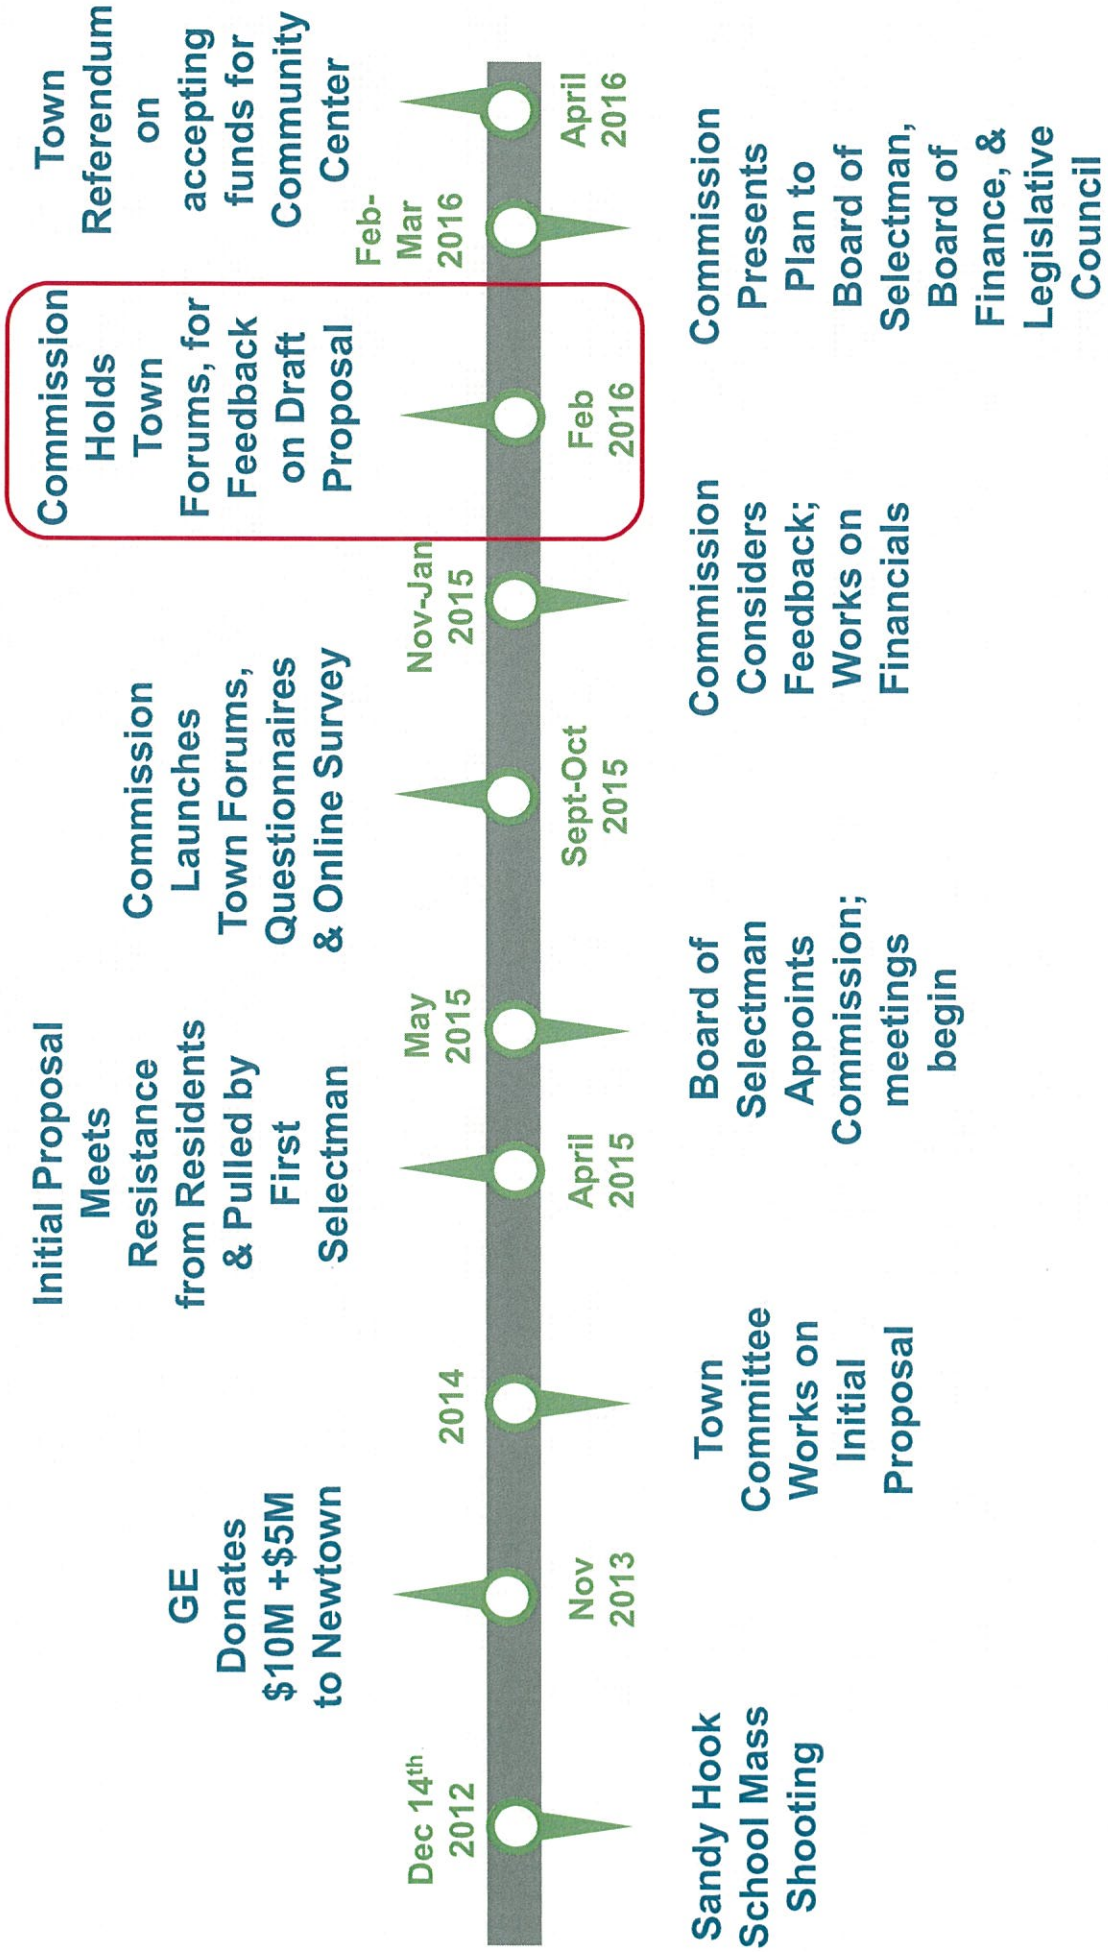 Dec 14th
2012
Sandy Hook
School Mass
Shooting
GE
Donates
$10M +$5M
to Newtown
Nov
2013
2014
Town
Committee
Works on
Initial
Proposal
Initial Proposal
Meets
Resistance
from Residents
& Pulled by
First
Selectman
April
2015
May
2015
Board of
Selectman
Appoints
Commission;
meetings
begin
Commission
Launches
Town Forums,
Questionnaires
& Online Survey
Sept-Oct
2015
Nov-Jan
2015
Commission
Considers
Feedback;
Works on
Financials
Commission
Holds
Town
Forums, for
Feedback
on Draft
Proposal
Feb
2016
Feb-
Mar
2016
Commission
Presents
Plan to
Board of
Selectman,
Board of
Finance, &
Legislative
Council
Town
Referendum
on
accepting
funds for
Community
Center
April
2016